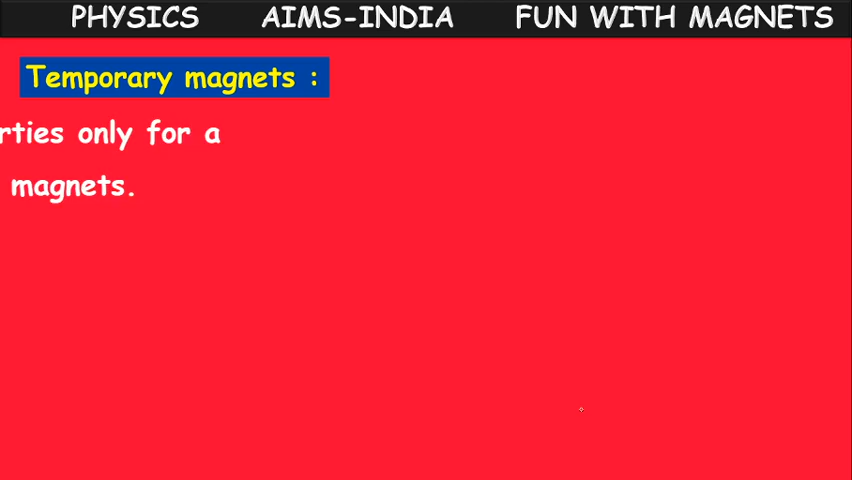 PHYSICS AIMS-INDIA FUN WITH MAGNETS
Temporary magnets :
rties only for a
magnets.